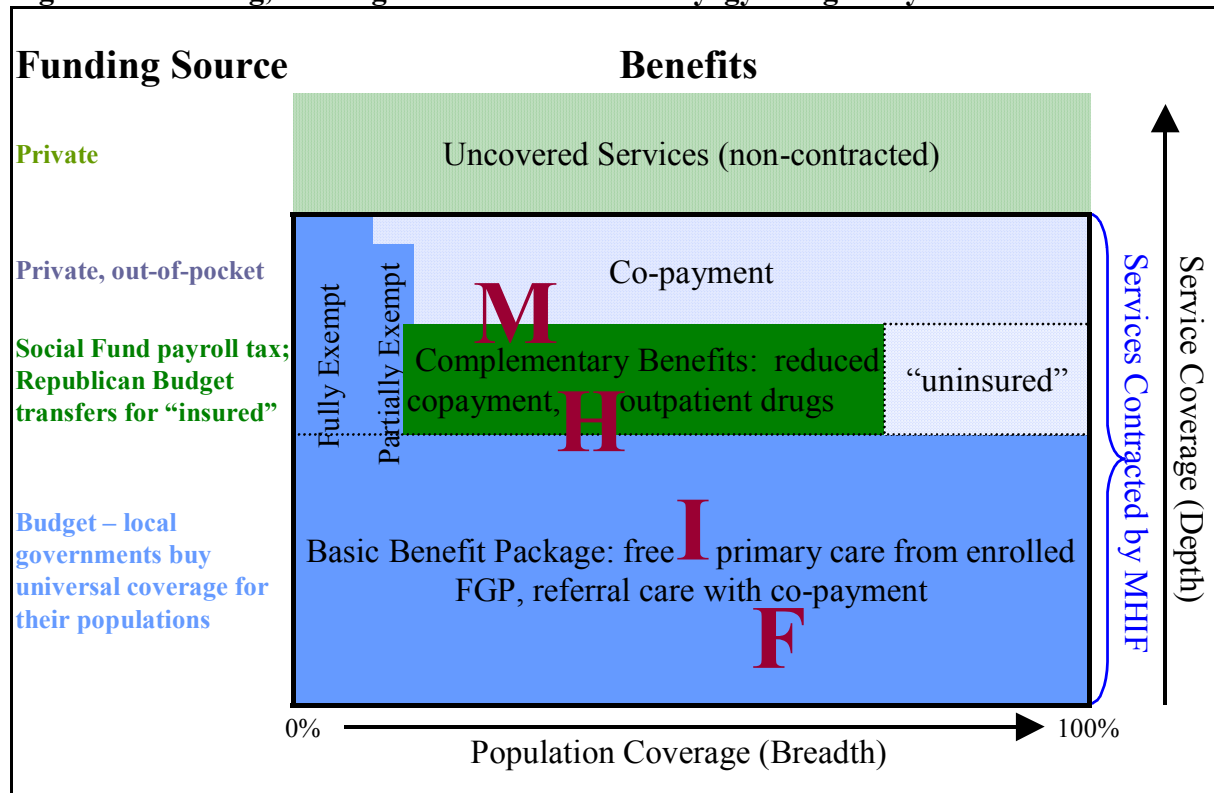 Funding Source
Benefits
Private
Uncovered Services (non-contracted)
Private, out-of-pocket
Co-payment
Social Fund payroll tax;
Republican Budget
transfers for “insured”
Fully Exempt
Partially Exempt
Complementary Benefits: reduced
copayment, outpatient drugs
“uninsured”
Budget – local
governments buy
universal coverage for
their populations
Basic Benefit Package: free primary care from enrolled
FGP, referral care with co-payment
M
H
I
F
Services Contracted by MHIF
Service Coverage (Depth)
0%
100%
Population Coverage (Breadth)